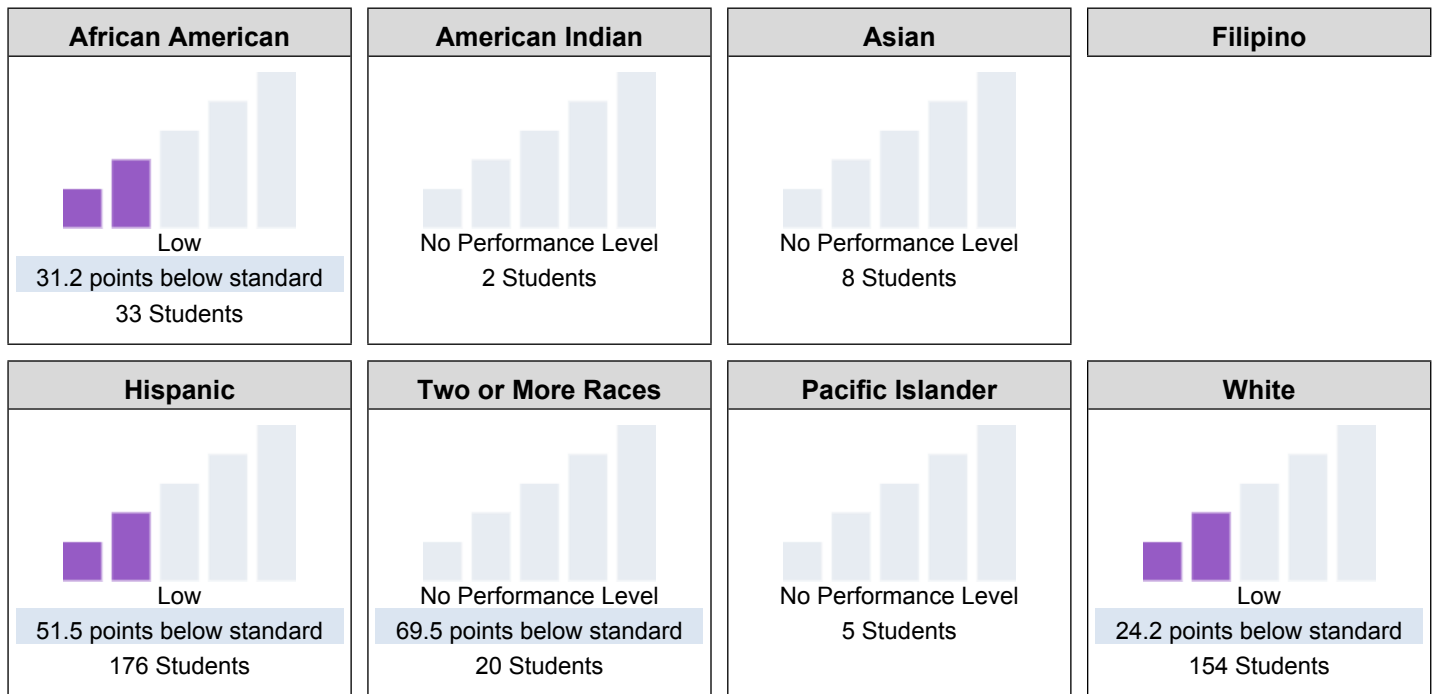 African American
Low
31.2 points below standard
33 Students
American Indian
No Performance Level
2 Students
Asian
No Performance Level
8 Students
Filipino
Hispanic
Low
51.5 points below standard
176 Students
Two or More Races
No Performance Level
69.5 points below standard
20 Students
Pacific Islander
No Performance Level
5 Students
White
Low
24.2 points below standard
154 Students